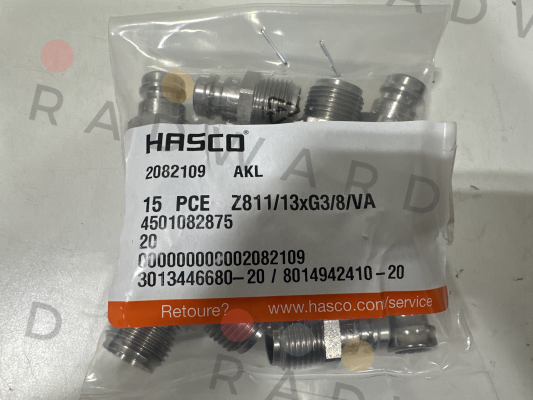 HASCO®
2082109 AKL
15 PCE Z811/13xG3/8/VA
4501082875
20
000000000002082109
3013446680-20 / 8014942410-20
Retoure? www.hasco.com/service
RADWARD